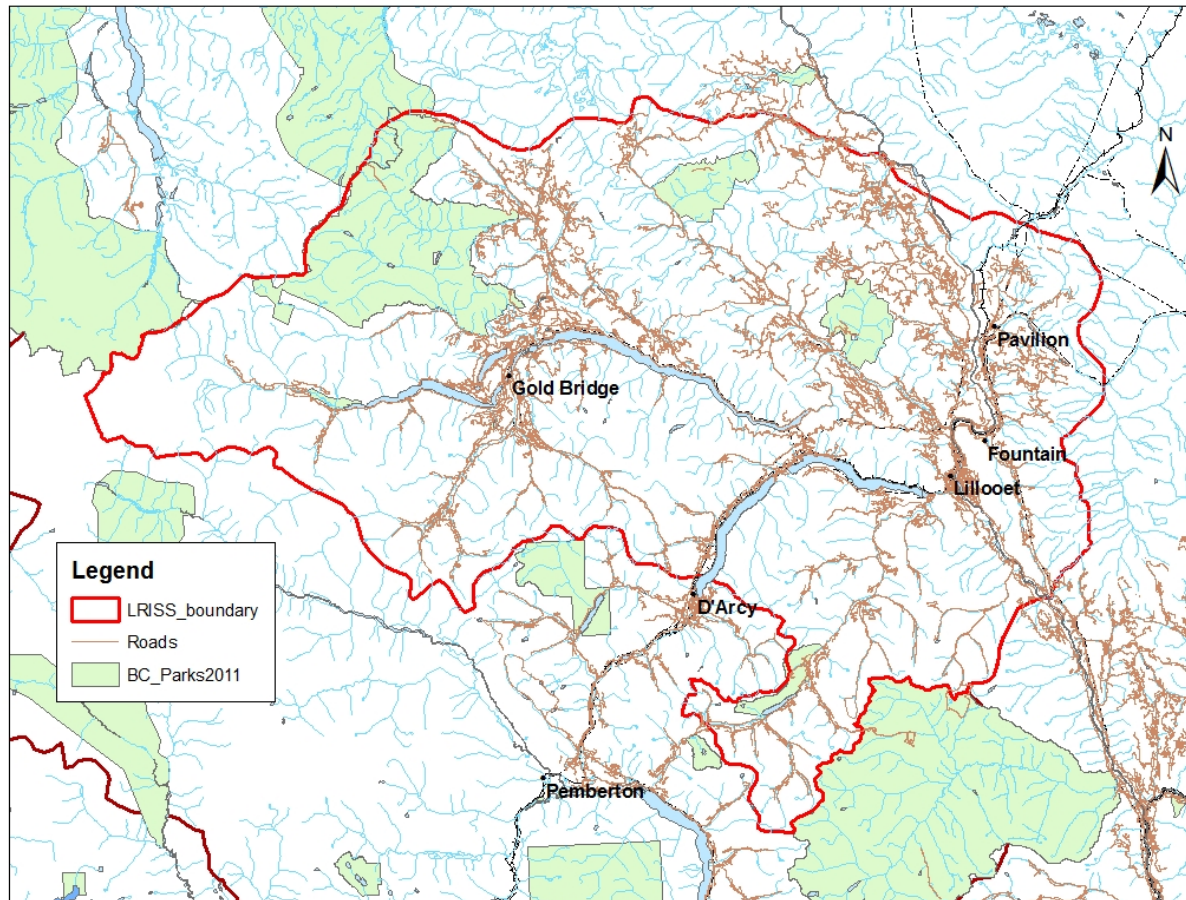 N
Pavilion
Gold Bridge
Fountain
Lillooet
Legend
LRISS_boundary
Roads
BC_Parks2011
D'Arcy
Pemberton